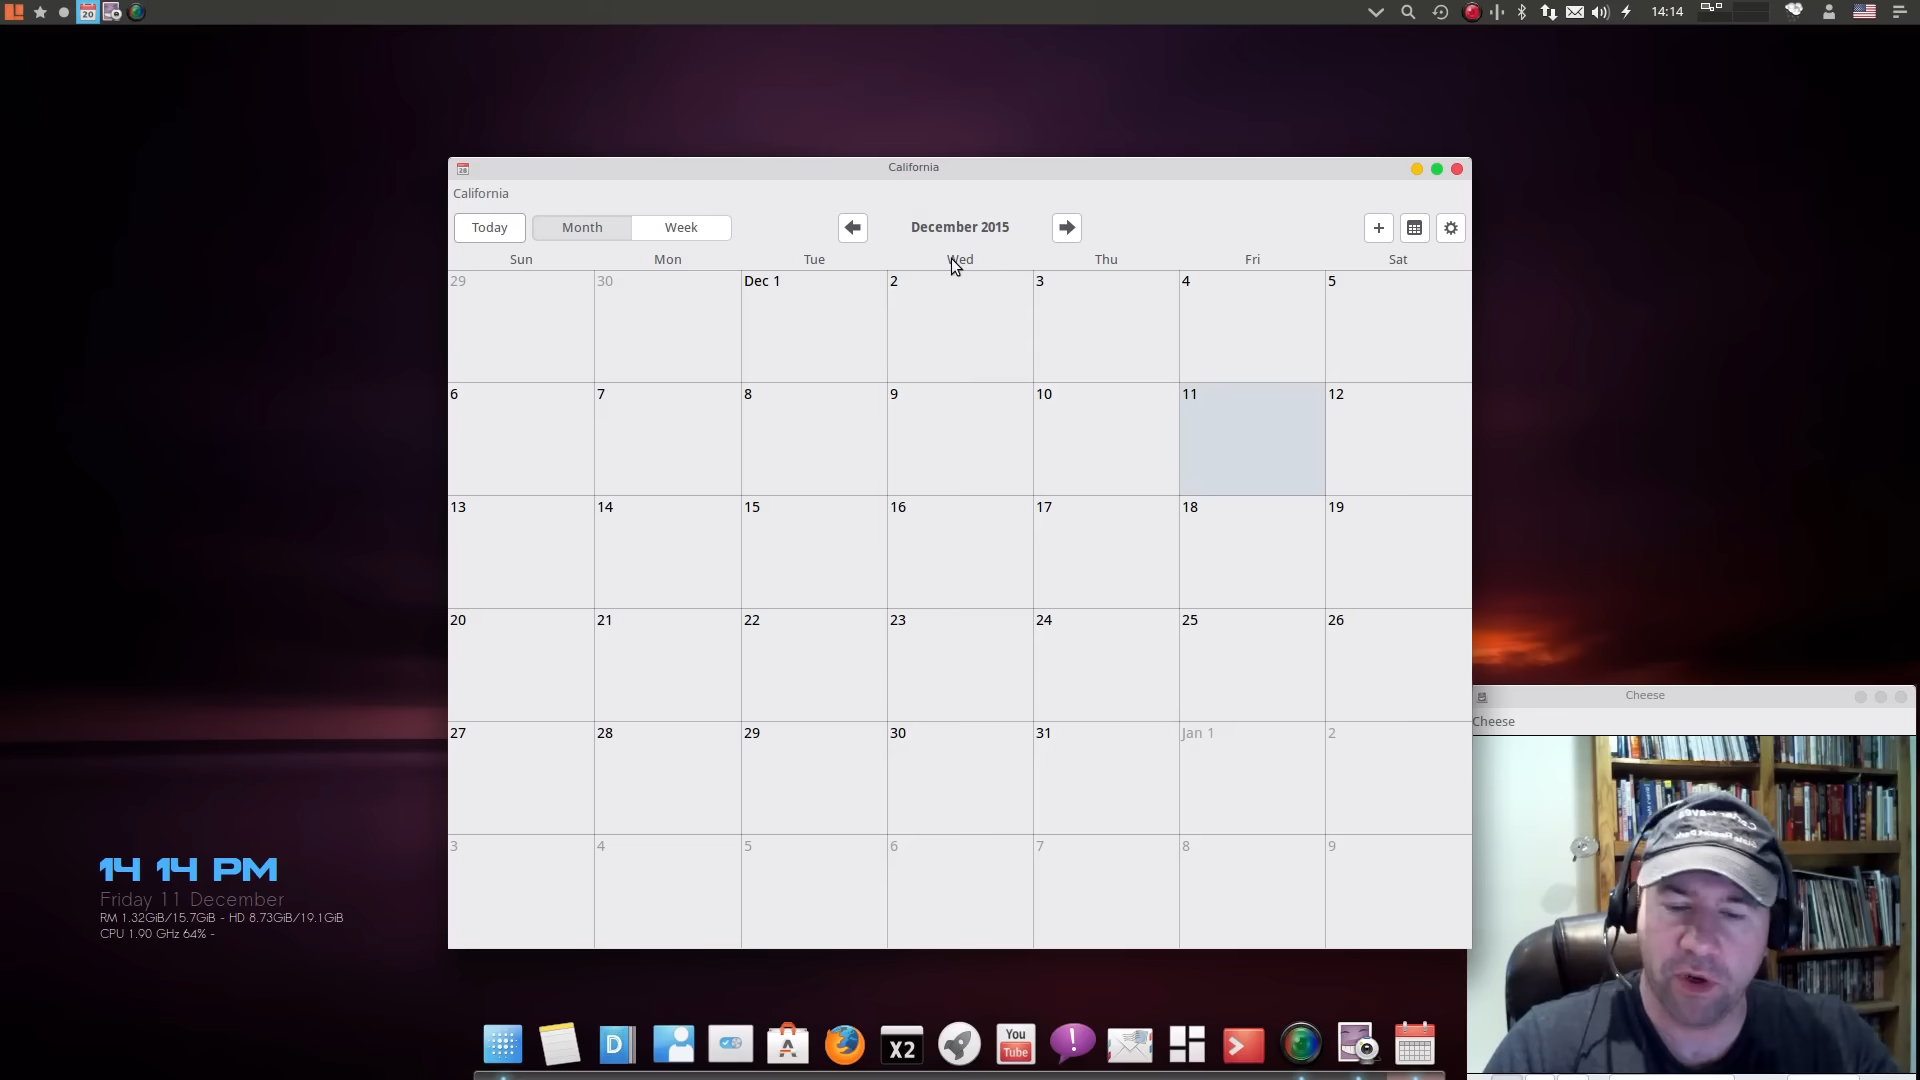 20
14:14
California
California
Today
Month
Week
December 2015
Sun
Mon
Tue
Wed
Thu
Fri
Sat
29
30
Dec 1
2
3
4
5
6
7
8
9
10
11
12
13
14
15
16
17
18
19
20
21
22
23
24
25
26
27
28
29
30
31
Jan 1
2
3
4
5
6
7
8
9
14 14 PM
Friday 11 December
RM 1.32GiB/15.7GiB - HD 8.73GiB/19.1GiB
CPU 1.90 GHz 64% -
Cheese
Cheese
D
A
X2
You
Tube